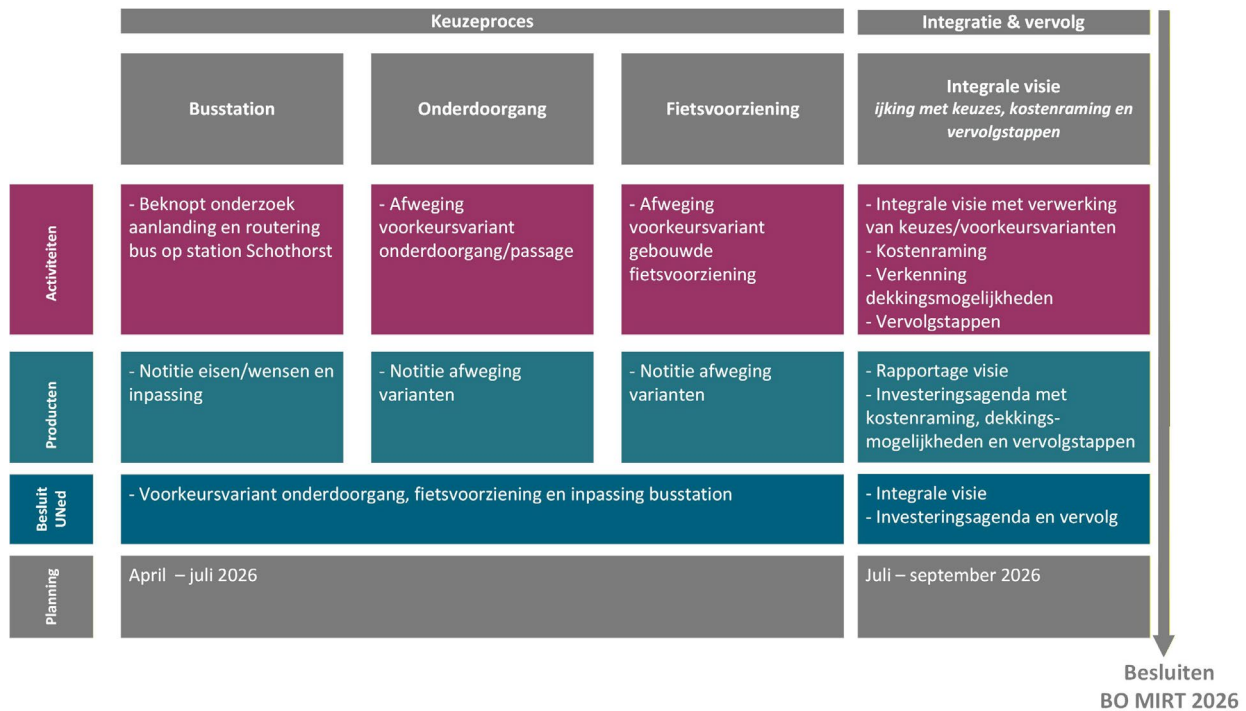 Keuzeproces
Integratie & vervolg
Busstation
Onderdoorgang
Fietsvoorziening
Integrale visie
ijking met keuzes, kostenraming en
vervolgstappen
Activiteiten
- Beknopt onderzoek
aanlanding en routering
bus op station Schothorst
- Afweging
voorkeursvariant
onderdoorgang/passage
- Afweging
voorkeursvariant
gebouwde
fietsvoorziening
- Integrale visie met verwerking
van keuzes/voorkeursvarianten
- Kostenraming
- Verkenning
dekkingsmogelijkheden
- Vervolgstappen
Producten
- Notitie eisen/wensen en
inpassing
- Notitie afweging
varianten
- Notitie afweging
varianten
- Rapportage visie
- Investeringsagenda met
kostenraming, dekkings-
mogelijkheden en vervolgstappen
Besluit
UNed
- Voorkeursvariant onderdoorgang, fietsvoorziening en inpassing busstation
- Integrale visie
- Investeringsagenda en vervolg
Planning
April – juli 2026
Juli – september 2026
Besluiten
BO MIRT 2026